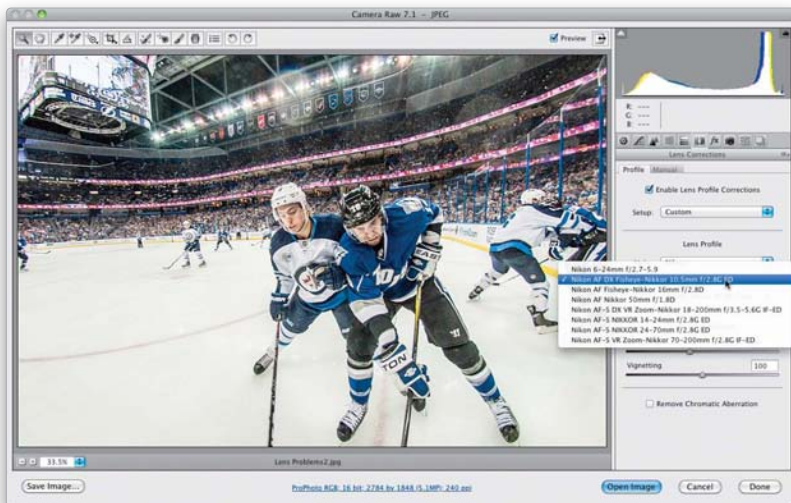 Camera Raw 7.1 – JPEG
Preview
R: ---
G: ---
B: ---
Lens Corrections
Profile Manual
Enable Lens Profile Corrections
Setup: Custom
Lens Profile
Nikon 6–24mm f/2.7–5.9
✓ Nikon AF DX Fisheye–Nikkor 10.5mm f/2.8G ED
Nikon AF Fisheye–Nikkor 16mm f/2.8D
Nikon AF Nikkor 50mm f/1.8D
Nikon AF–S DX VR Zoom–Nikkor 18–200mm f/3.5–5.6G IF–ED
Nikon AF–S NIKKOR 14–24mm f/2.8G ED
Nikon AF–S NIKKOR 24–70mm f/2.8G ED
Nikon AF–S VR Zoom–Nikkor 70–200mm f/2.8G IF–ED
Vignetting 100
Remove Chromatic Aberration
EASTON
33.5%
Lens Problems2.jpg
Save Image...
ProPhoto RGB; 16 bit; 2784 by 1848 (5.1MP); 240 ppi
Open Image
Cancel
Done